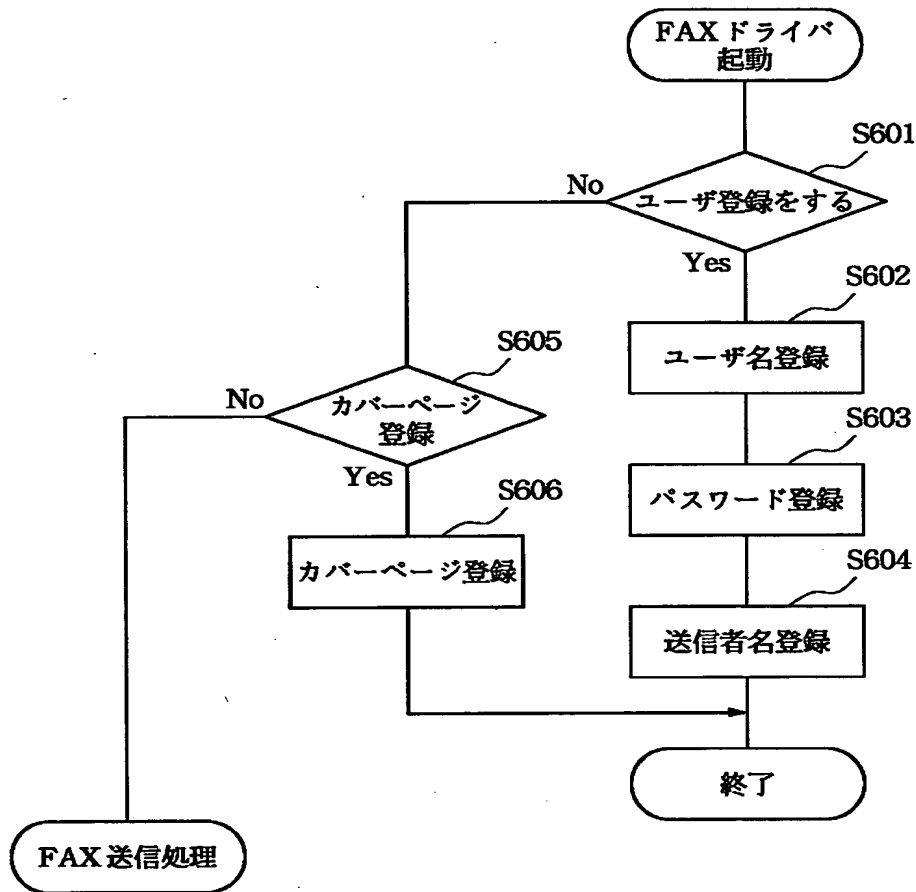 FAXドライバ
起動
S601
No
ユーザ登録をする
Yes
S602
ユーザ名登録
S605
No
カバーページ
登録
S603
Yes
パスワード登録
S606
カバーページ登録
S604
送信者名登録
終了
FAX送信処理